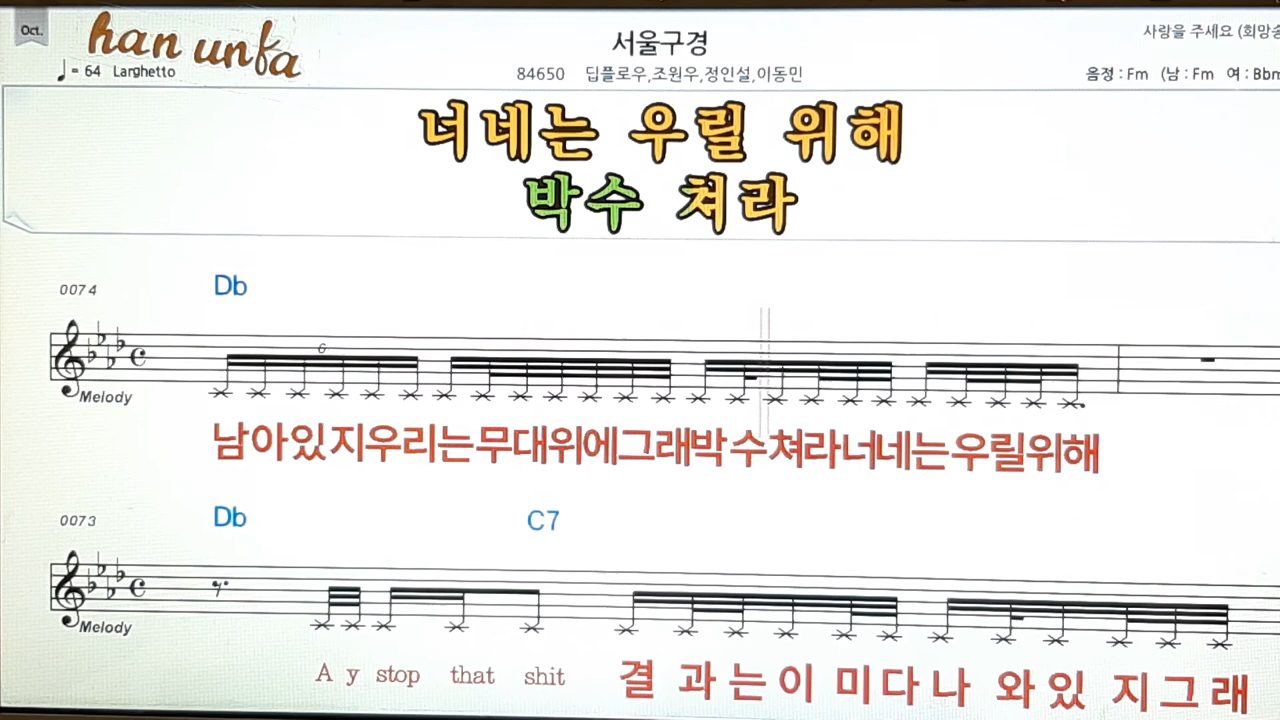 Oct.
han unfa
서울구경
사랑을 주세요 (희망송
♩= 64 Larghetto
84650 딥플로우,조원우,정인설,이동민
음정 : Fm (남 : Fm 여 : Bbm
너네는 우릴 위해
박수 쳐라
0074 Db
6
Melody
남아있지우리는무대위에그래박수쳐라너네는우릴위해
0073 Db C7
Melody
Ay stop that shit 결과는이미다나와있지그래